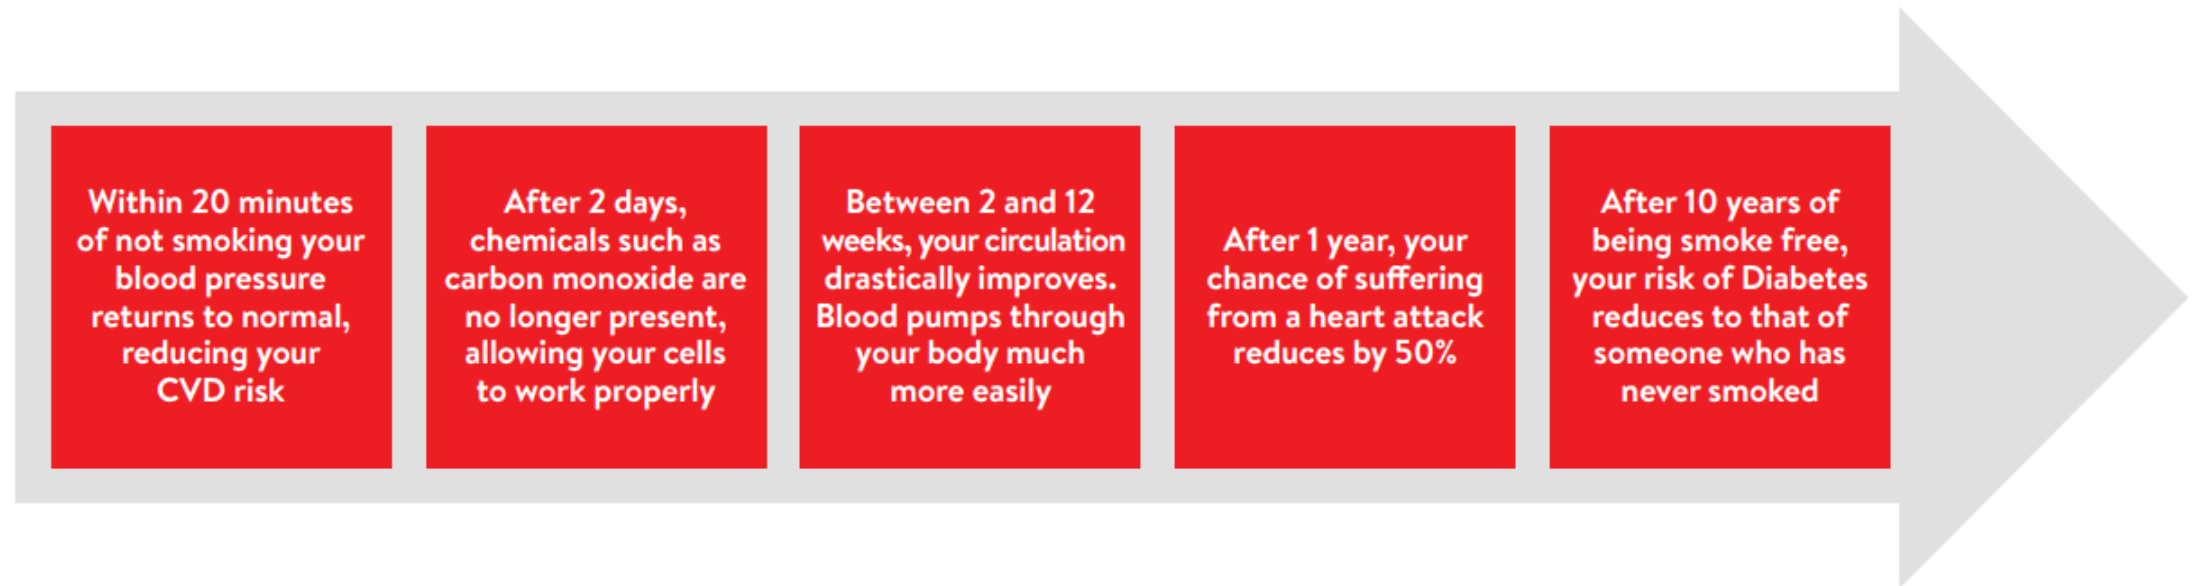 Within 20 minutes
of not smoking your
blood pressure
returns to normal,
reducing your
CVD risk
After 2 days,
chemicals such as
carbon monoxide are
no longer present,
allowing your cells
to work properly
Between 2 and 12
weeks, your circulation
drastically improves.
Blood pumps through
your body much
more easily
After 1 year, your
chance of suffering
from a heart attack
reduces by 50%
After 10 years of
being smoke free,
your risk of Diabetes
reduces to that of
someone who has
never smoked